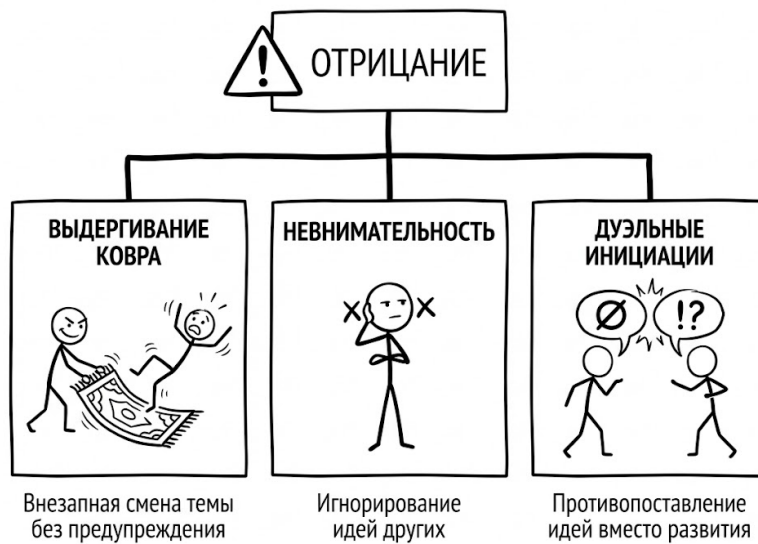 ОТРИЦАНИЕ
ВЫДЕРГИВАНИЕ
КОВРА
Внезапная смена темы
без предупреждения
НЕВНИМАТЕЛЬНОСТЬ
Игнорирование
идей других
ДУЭЛЬНЫЕ
ИНИЦИАЦИИ
!?
Противопоставление
идей вместо развития